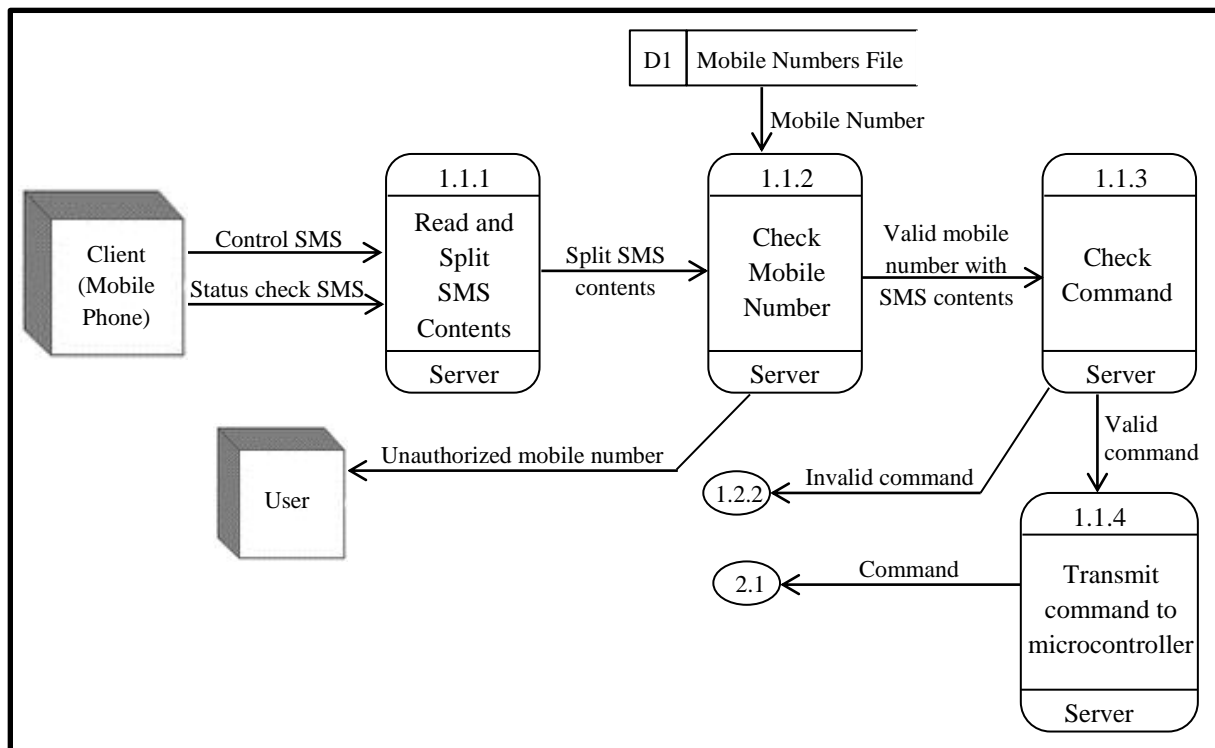 D1 Mobile Numbers File
Mobile Number
1.1.1
Read and
Split
SMS
Contents
Server
1.1.2
Check
Mobile
Number
Server
1.1.3
Check
Command
Server
Client
(Mobile
Phone)
Control SMS
Status check SMS
Split SMS
contents
Valid mobile
number with
SMS contents
Unauthorized mobile number
User
Invalid command
1.2.2
Valid
command
1.1.4
Transmit
command to
microcontroller
Server
Command
2.1